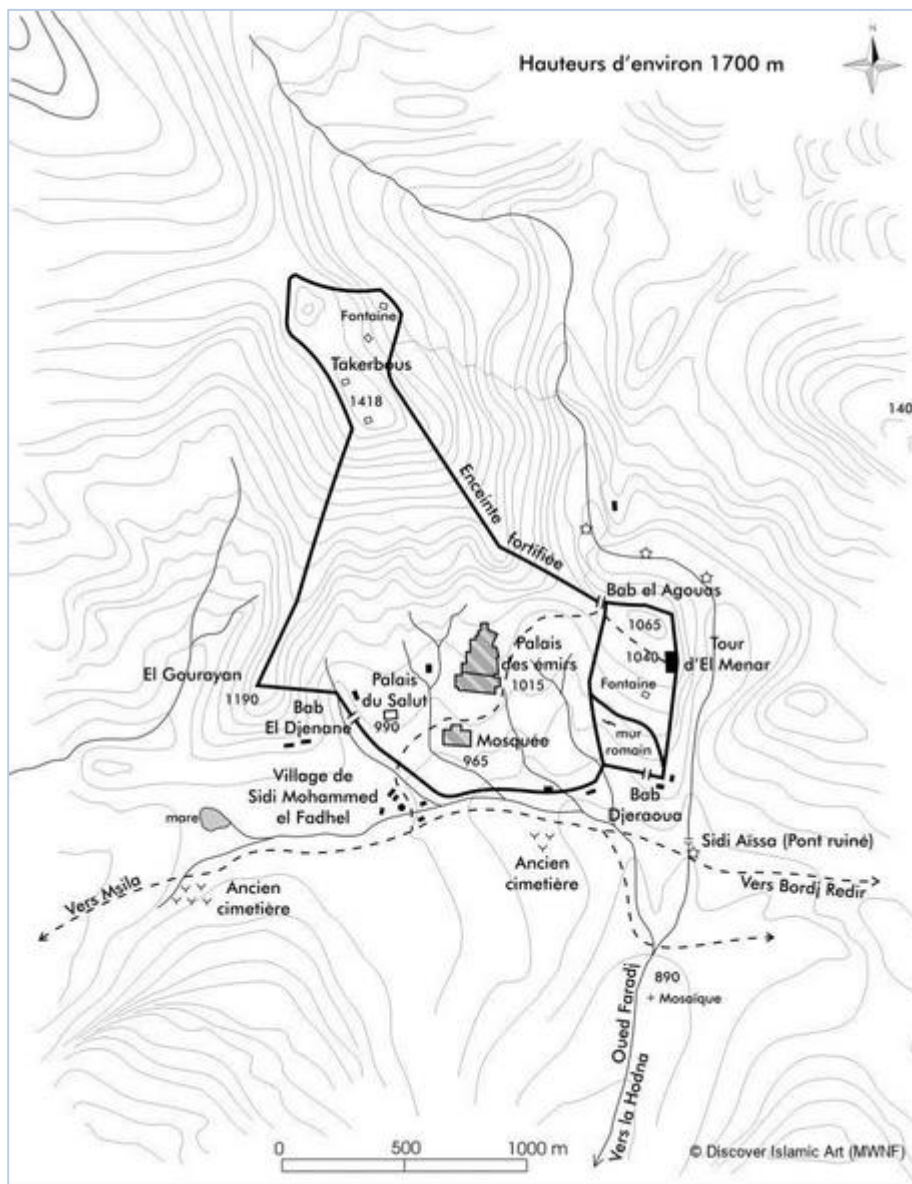 N
Hauteurs d'environ 1700 m
Fontaine
Takerbous
1418
140
Enceinte
fortifiée
Bab el Agouas
1065
1040
Tour
d'El Menar
Fontaine
Palais
des émirs
1015
El Gourayan
1190
Palais
du Salut
990
Bab
El Djenane
Mosquée
965
mur
romain
Village de
Sidi Mohammed
el Fadhel
Bab
Djeraoua
mare
Sidi Aïssa (Pont ruiné)
Vers Msila
Ancien
cimetière
Ancien
cimetière
Vers Bordj Redir
890
+ Mosaïque
Oued Faradj
Vers la Hodna
0 500 1000 m
© Discover Islamic Art (MWNF)